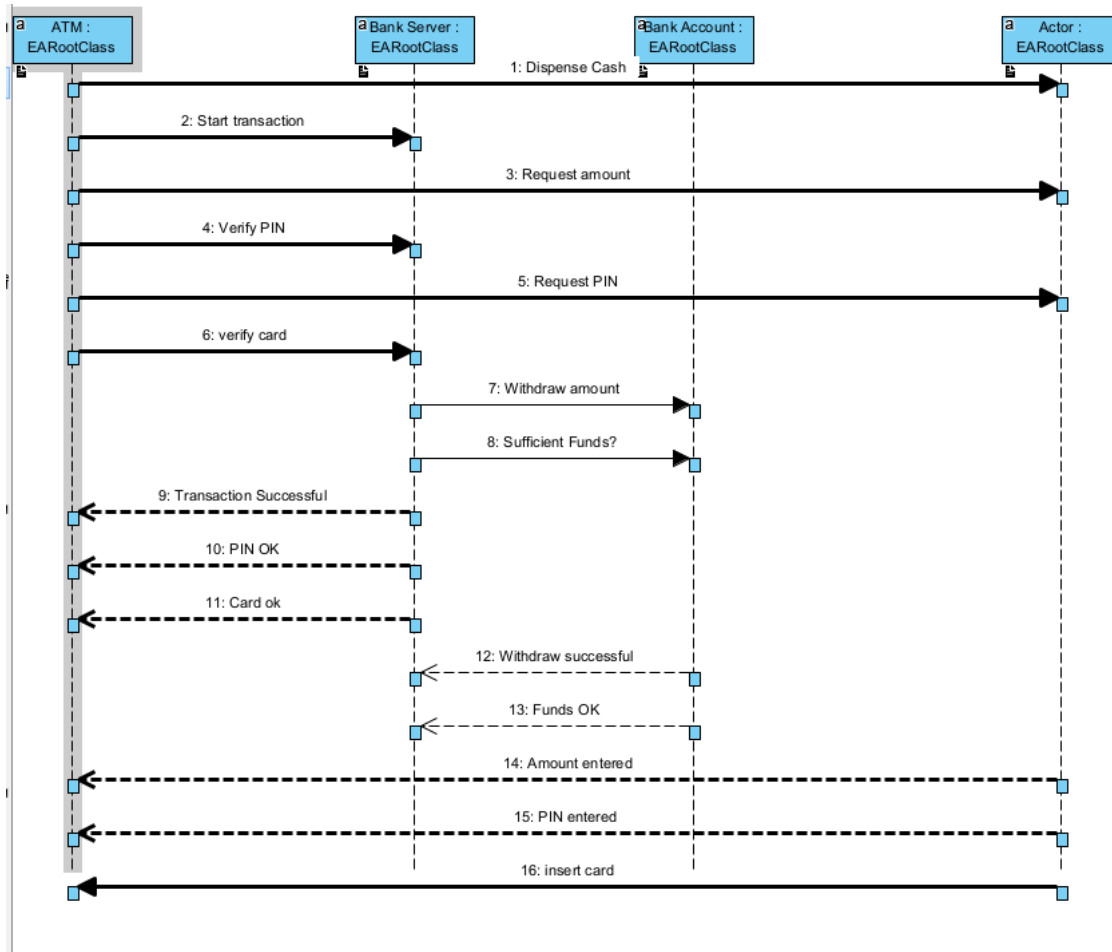 a ATM :
EARootClass
a Bank Server :
EARootClass
a Bank Account :
EARootClass
a Actor :
EARootClass
1: Dispense Cash
2: Start transaction
3: Request amount
4: Verify PIN
5: Request PIN
6: verify card
7: Withdraw amount
8: Sufficient Funds?
9: Transaction Successful
10: PIN OK
11: Card ok
12: Withdraw successful
13: Funds OK
14: Amount entered
15: PIN entered
16: insert card